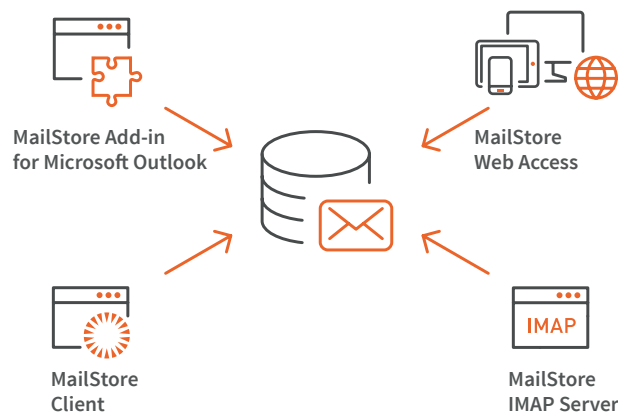 MailStore Add-in
for Microsoft Outlook
MailStore
Web Access
MailStore
Client
IMAP
MailStore
IMAP Server